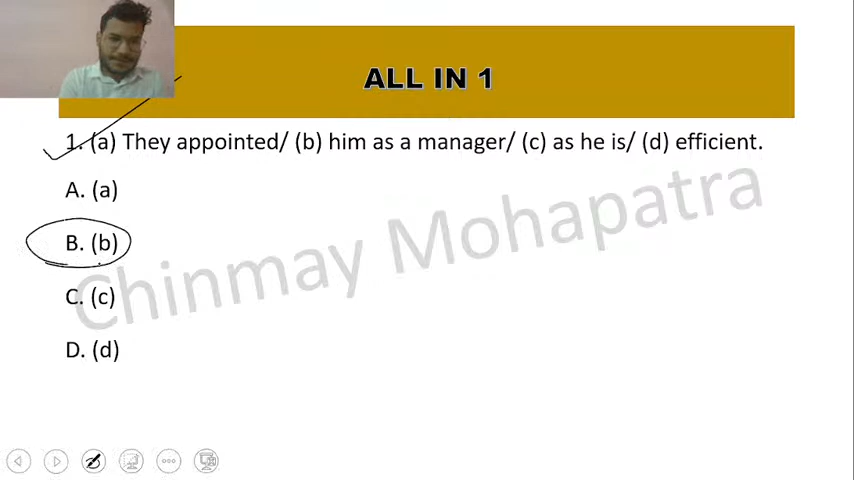 ALL IN 1
1. (a) They appointed/ (b) him as a manager/ (c) as he is/ (d) efficient.
A. (a)
B. (b)
C. (c)
D. (d)
Chinmay Mohapatra